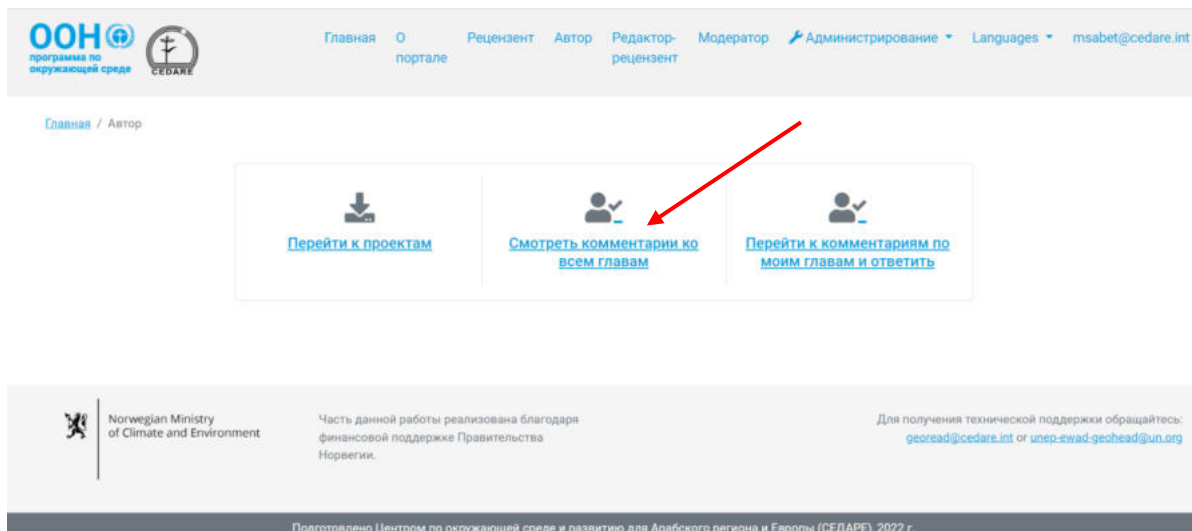 ООН
программа по
окружающей среде
CEDARE
Главная О портале Рецензент Автор Редактор-рецензент Модератор Администрирование Languages msabet@cedare.int
Главная / Автор
Перейти к проектам
Смотреть комментарии ко
всем главам
Перейти к комментариям по
моим главам и ответить
Norwegian Ministry
of Climate and Environment
Часть данной работы реализована благодаря
финансовой поддержке Правительства
Норвегии.
Для получения технической поддержки обращайтесь:
georead@cedare.int or unep-ewad-geohead@un.org
Подготовлено Центром по окружающей среде и развитию для Арабского региона и Европы (СЕДАРЕ), 2022 г.